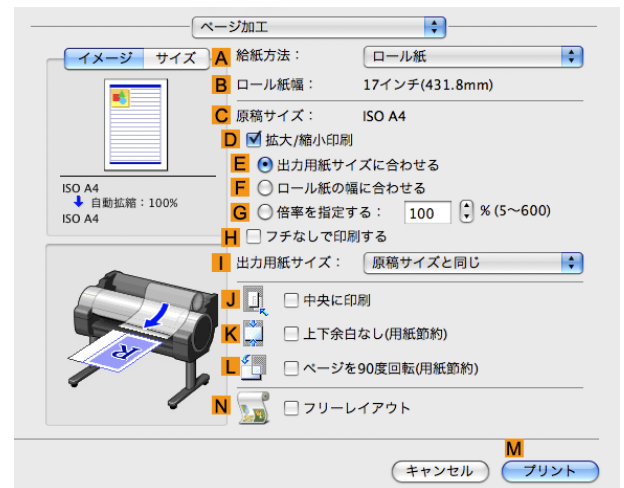 ページ加工
イメージ サイズ
A 給紙方法： ロール紙
B ロール紙幅： 17インチ(431.8mm)
C 原稿サイズ： ISO A4
D 拡大/縮小印刷
E 出力用紙サイズに合わせる
F ロール紙の幅に合わせる
G 倍率を指定する： 100 % (5～600)
H フチなしで印刷する
ISO A4
自動拡縮：100%
ISO A4
I 出力用紙サイズ： 原稿サイズと同じ
J 中央に印刷
K 上下余白なし(用紙節約)
L ページを90度回転(用紙節約)
N フリーレイアウト
R
M
キャンセル プリント